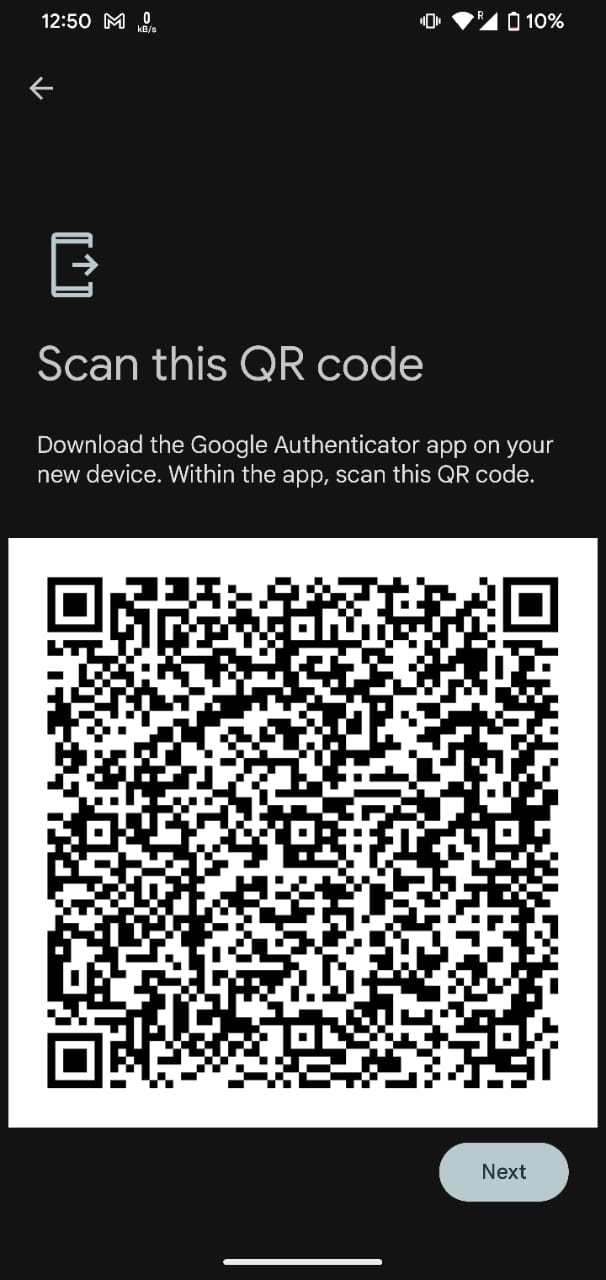 12:50
0
kB/s
R
10%
Scan this QR code
Download the Google Authenticator app on your
new device. Within the app, scan this QR code.
Next